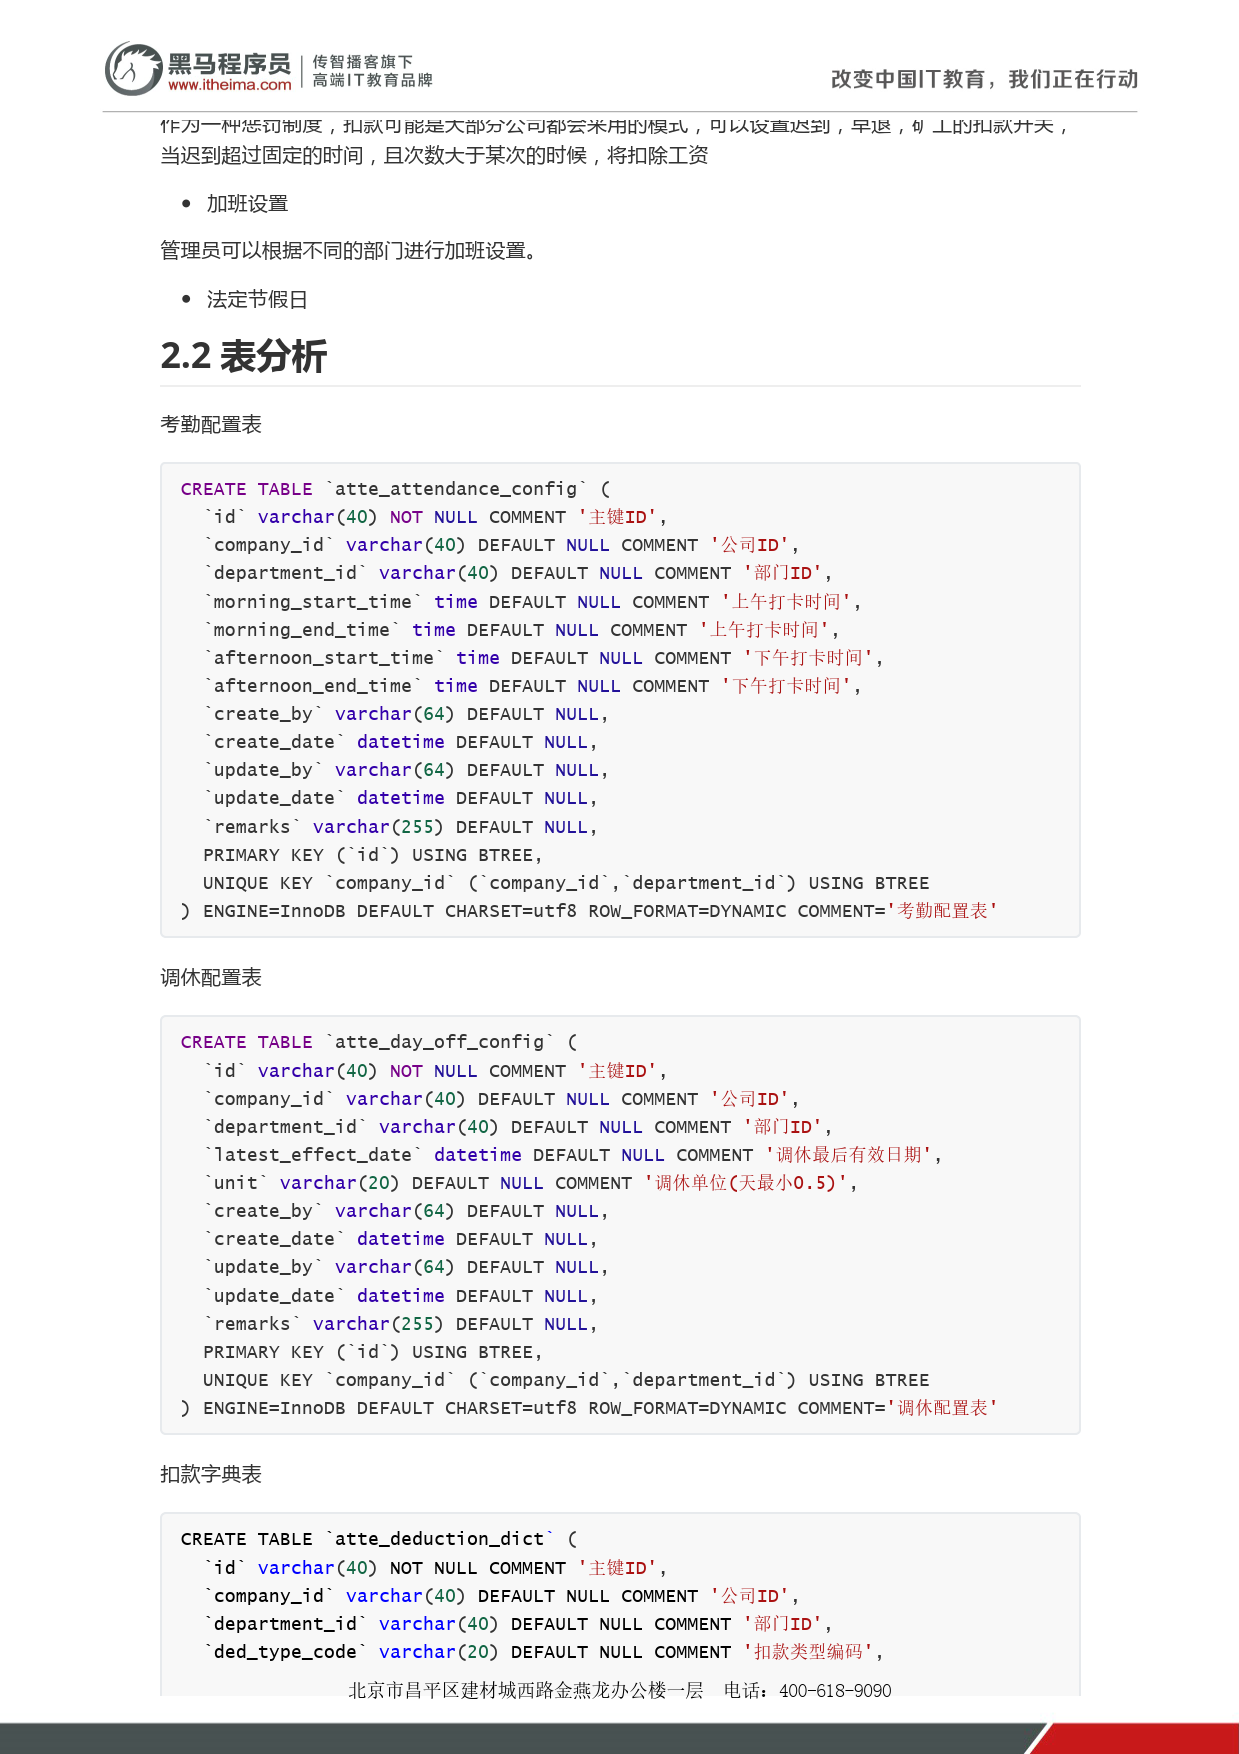 黑马程序员
www.itheima.com
传智播客旗下
高端IT教育品牌
改变中国IT教育，我们正在行动
作为一种惩罚制度，扣款可能是大部分公司都会采用的模式，可以设置迟到，早退，旷工的扣款开关，
当迟到超过固定的时间，且次数大于某次的时候，将扣除工资
• 加班设置
管理员可以根据不同的部门进行加班设置。
• 法定节假日
2.2 表分析
考勤配置表
CREATE TABLE `atte_attendance_config` (
  `id` varchar(40) NOT NULL COMMENT '主键ID',
  `company_id` varchar(40) DEFAULT NULL COMMENT '公司ID',
  `department_id` varchar(40) DEFAULT NULL COMMENT '部门ID',
  `morning_start_time` time DEFAULT NULL COMMENT '上午打卡时间',
  `morning_end_time` time DEFAULT NULL COMMENT '上午打卡时间',
  `afternoon_start_time` time DEFAULT NULL COMMENT '下午打卡时间',
  `afternoon_end_time` time DEFAULT NULL COMMENT '下午打卡时间',
  `create_by` varchar(64) DEFAULT NULL,
  `create_date` datetime DEFAULT NULL,
  `update_by` varchar(64) DEFAULT NULL,
  `update_date` datetime DEFAULT NULL,
  `remarks` varchar(255) DEFAULT NULL,
  PRIMARY KEY (`id`) USING BTREE,
  UNIQUE KEY `company_id` (`company_id`,`department_id`) USING BTREE
) ENGINE=InnoDB DEFAULT CHARSET=utf8 ROW_FORMAT=DYNAMIC COMMENT='考勤配置表'
调休配置表
CREATE TABLE `atte_day_off_config` (
  `id` varchar(40) NOT NULL COMMENT '主键ID',
  `company_id` varchar(40) DEFAULT NULL COMMENT '公司ID',
  `department_id` varchar(40) DEFAULT NULL COMMENT '部门ID',
  `latest_effect_date` datetime DEFAULT NULL COMMENT '调休最后有效日期',
  `unit` varchar(20) DEFAULT NULL COMMENT '调休单位(天最小0.5)',
  `create_by` varchar(64) DEFAULT NULL,
  `create_date` datetime DEFAULT NULL,
  `update_by` varchar(64) DEFAULT NULL,
  `update_date` datetime DEFAULT NULL,
  `remarks` varchar(255) DEFAULT NULL,
  PRIMARY KEY (`id`) USING BTREE,
  UNIQUE KEY `company_id` (`company_id`,`department_id`) USING BTREE
) ENGINE=InnoDB DEFAULT CHARSET=utf8 ROW_FORMAT=DYNAMIC COMMENT='调休配置表'
扣款字典表
CREATE TABLE `atte_deduction_dict` (
  `id` varchar(40) NOT NULL COMMENT '主键ID',
  `company_id` varchar(40) DEFAULT NULL COMMENT '公司ID',
  `department_id` varchar(40) DEFAULT NULL COMMENT '部门ID',
  `ded_type_code` varchar(20) DEFAULT NULL COMMENT '扣款类型编码',
北京市昌平区建材城西路金燕龙办公楼一层 电话：400-618-9090